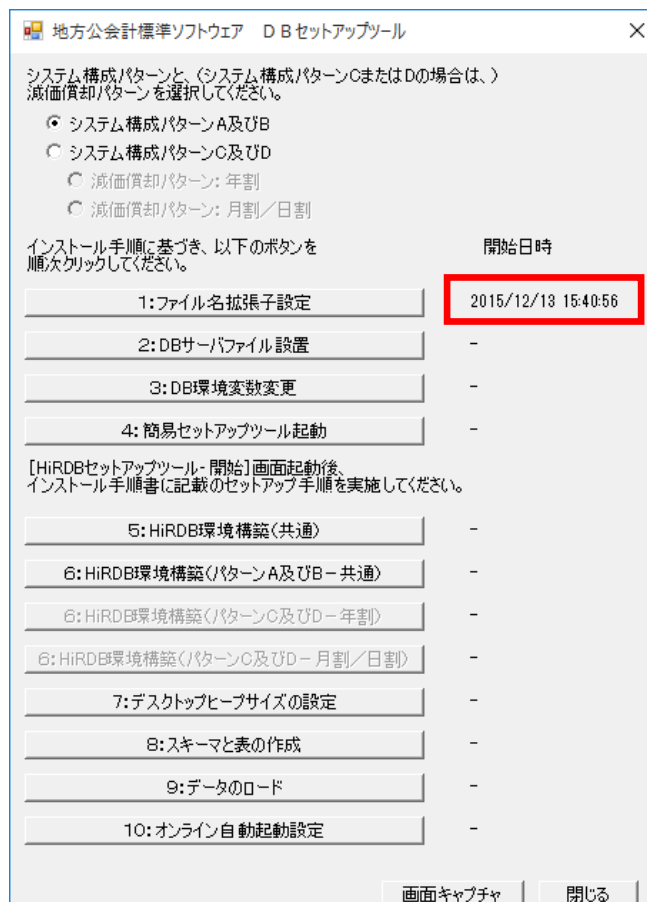 地方公会計標準ソフトウェア　ＤＢセットアップツール
システム構成パターンと、（システム構成パターンCまたはDの場合は、）
減価償却パターンを選択してください。
システム構成パターンA及びB
システム構成パターンC及びD
減価償却パターン：年割
減価償却パターン：月割／日割
インストール手順に基づき、以下のボタンを
順次クリックしてください。
開始日時
1:ファイル名拡張子設定
2015/12/13 15:40:56
2:DBサーバファイル設置
-
3:DB環境変数変更
-
4:簡易セットアップツール起動
-
[HiRDBセットアップツール-開始]画面起動後、
インストール手順書に記載のセットアップ手順を実施してください。
5:HiRDB環境構築(共通)
-
6:HiRDB環境構築(パターンA及びB－共通)
-
6:HiRDB環境構築(パターンC及びD－年割)
-
6:HiRDB環境構築(パターンC及びD－月割／日割)
-
7:デスクトップヒープサイズの設定
-
8:スキーマと表の作成
-
9:データのロード
-
10:オンライン自動起動設定
-
画面キャプチャ
閉じる